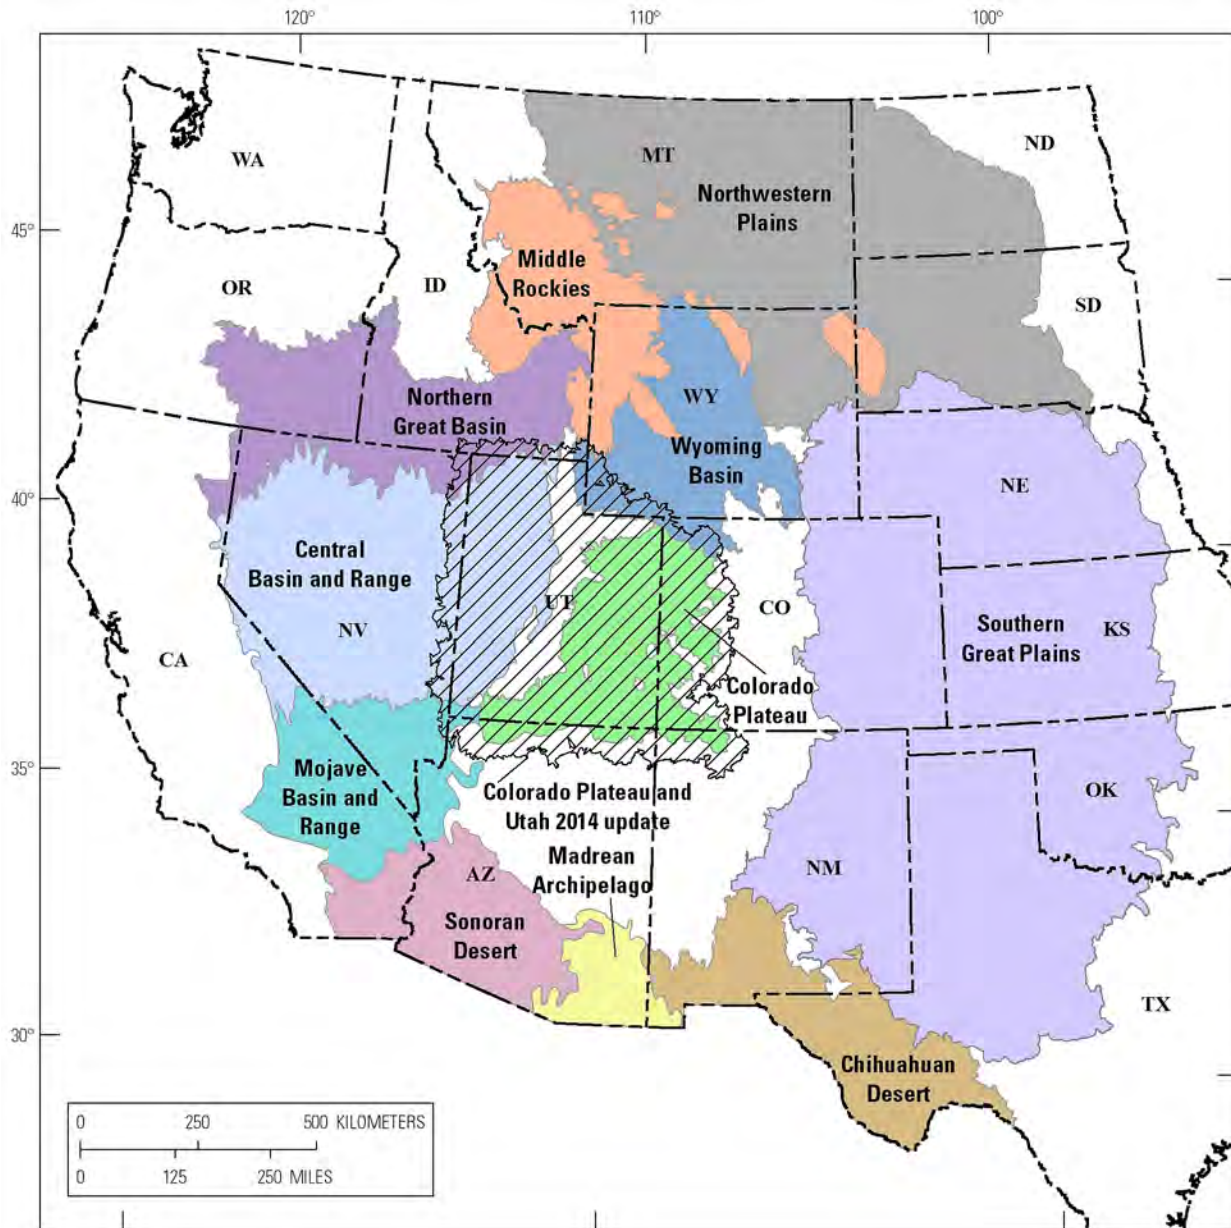 120°
110°
100°
WA
MT
ND
Northwestern
Plains
45°
Middle
Rockies
OR
ID
SD
WY
Northern
Great Basin
Wyoming
Basin
NE
40°
Central
Basin and Range
UT
CO
NV
Southern
Great Plains
KS
CA
Colorado
Plateau
35°
Mojave
Basin and
Range
Colorado Plateau and
Utah 2014 update
OK
Madrean
Archipelago
NM
AZ
Sonoran
Desert
TX
30°
Chihuahuan
Desert
0 250 500 KILOMETERS
0 125 250 MILES